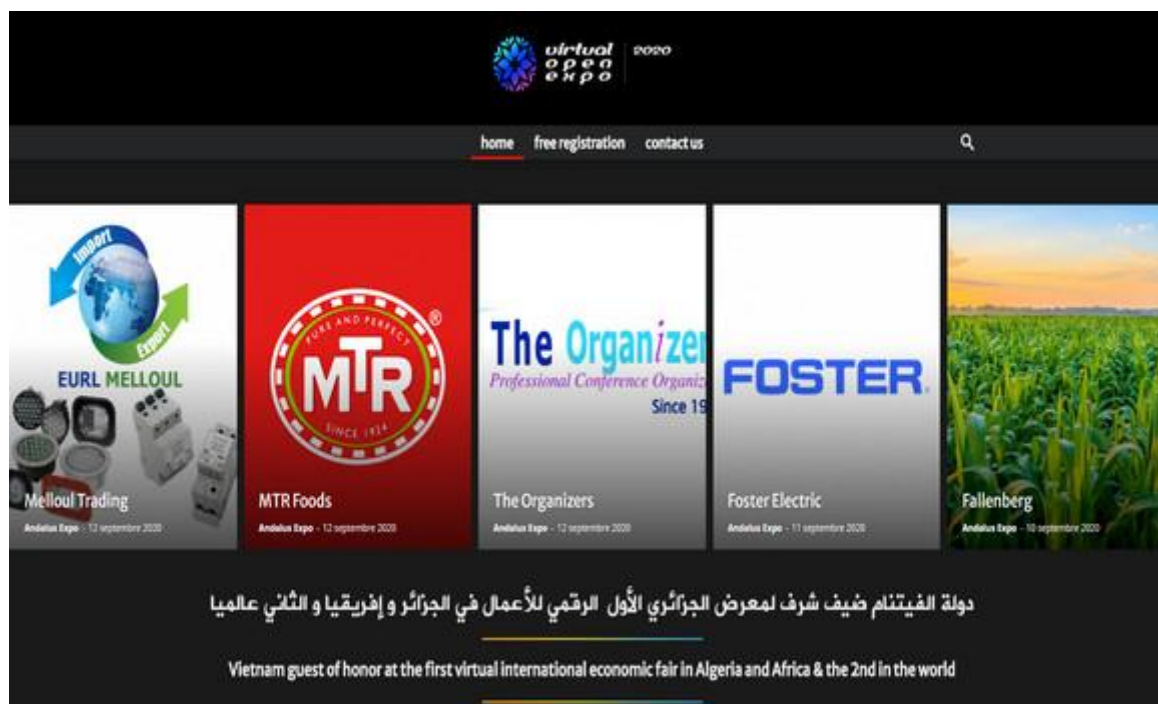 virtual
open
expo
2020
home free registration contact us
Import
Export
EURL MELLOUL
Melloul Trading
Andalus Expo - 12 septembre 2020
PURE AND PERFECT
MTR
®
SINCE 1924
MTR Foods
Andalus Expo - 12 septembre 2020
The Organizer
Professional Conference Organiz
Since 19
The Organizers
Andalus Expo - 12 septembre 2020
FOSTER
Foster Electric
Andalus Expo - 11 septembre 2020
Fallenberg
Andalus Expo - 10 septembre 2020
دولة الفيتنام ضيف شرف لمعرض الجزائري الأول الرقمي للأعمال في الجزائر و إفريقيا و الثاني عالميا
Vietnam guest of honor at the first virtual international economic fair in Algeria and Africa & the 2nd in the world